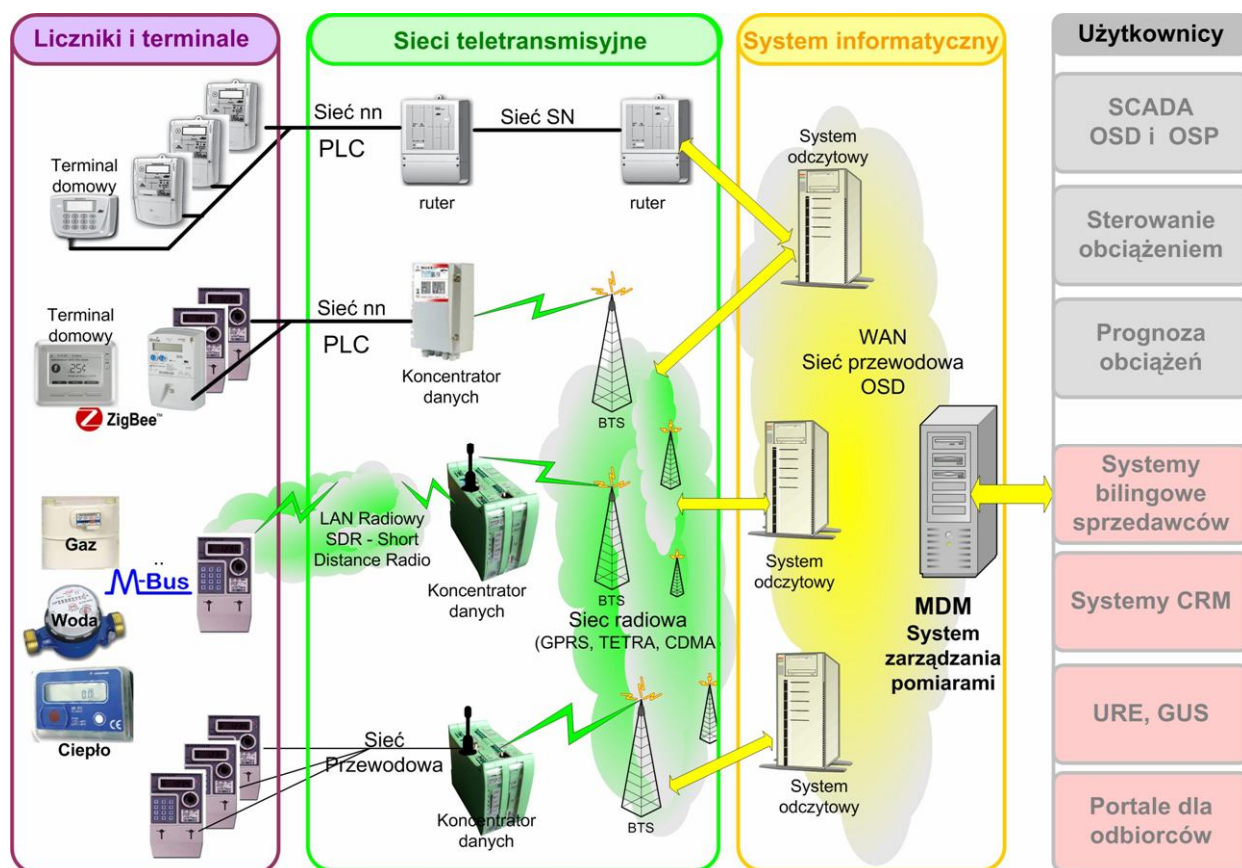 Liczniki i terminale
Sieci teletransmisyjne
System informatyczny
Użytkownicy
Terminal
domowy
Sieć nn
PLC
Sieć SN
ruter
ruter
System
odczytowy
Terminal
domowy
25¢
ZigBee™
Sieć nn
PLC
Koncentrator
danych
BTS
WAN
Sieć przewodowa
OSD
Gaz
M-Bus
Woda
Ciepło
LAN Radiowy
SDR - Short
Distance Radio
Koncentrator
danych
BTS
Siec radiowa
(GPRS, TETRA, CDMA
System
odczytowy
MDM
System
zarządzania
pomiarami
Sieć
Przewodowa
Koncentrator
danych
BTS
System
odczytowy
SCADA
OSD i OSP
Sterowanie
obciążeniem
Prognoza
obciążeń
Systemy
bilingowe
sprzedawców
Systemy CRM
URE, GUS
Portale dla
odbiorców